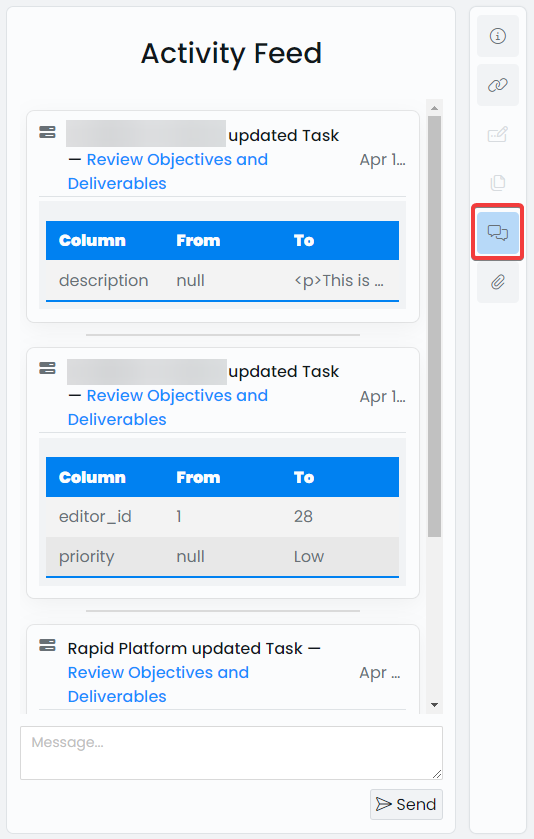 Activity Feed
updated Task
— Review Objectives and
Deliverables
Apr 1...
Column From To
description null <p>This is ...
updated Task
— Review Objectives and
Deliverables
Apr 1...
Column From To
editor_id 1 28
priority null Low
Rapid Platform updated Task —
Review Objectives and
Deliverables
Apr ...
Message...
Send